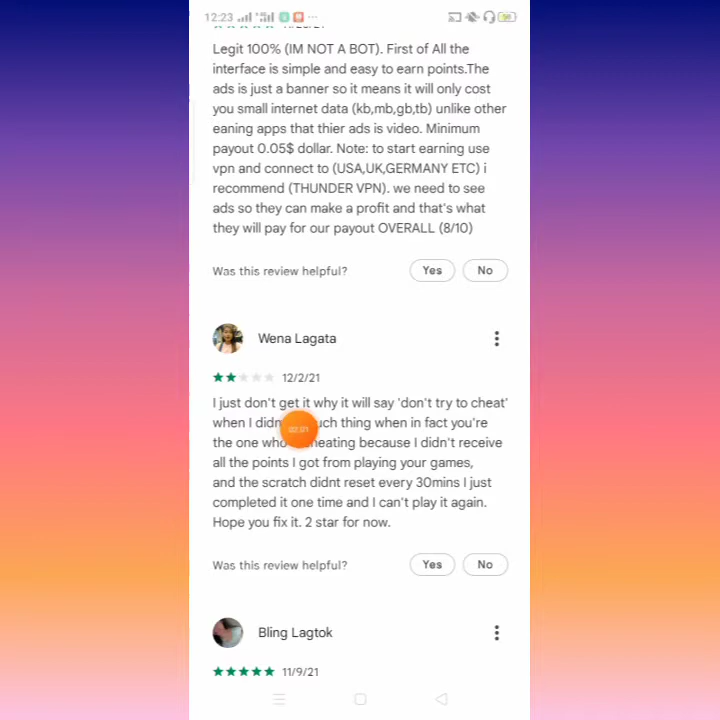 12:23
Legit 100% (IM NOT A BOT). First of All the
interface is simple and easy to earn points.The
ads is just a banner so it means it will only cost
you small internet data (kb,mb,gb,tb) unlike other
eaning apps that thier ads is video. Minimum
payout 0.05$ dollar. Note: to start earning use
vpn and connect to (USA,UK,GERMANY ETC) i
recommend (THUNDER VPN). we need to see
ads so they can make a profit and that's what
they will pay for our payout OVERALL (8/10)
Was this review helpful? Yes No
Wena Lagata
12/2/21
I just don't get it why it will say 'don't try to cheat'
when I didn uch thing when in fact you're
the one who heating because I didn't receive
all the points I got from playing your games,
and the scratch didnt reset every 30mins I just
completed it one time and I can't play it again.
Hope you fix it. 2 star for now.
Was this review helpful? Yes No
Bling Lagtok
11/9/21